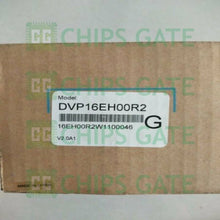 CHIPS GATE
Model
DVP16EH00R2
16EH00R2W1100046
G
V2.0A1